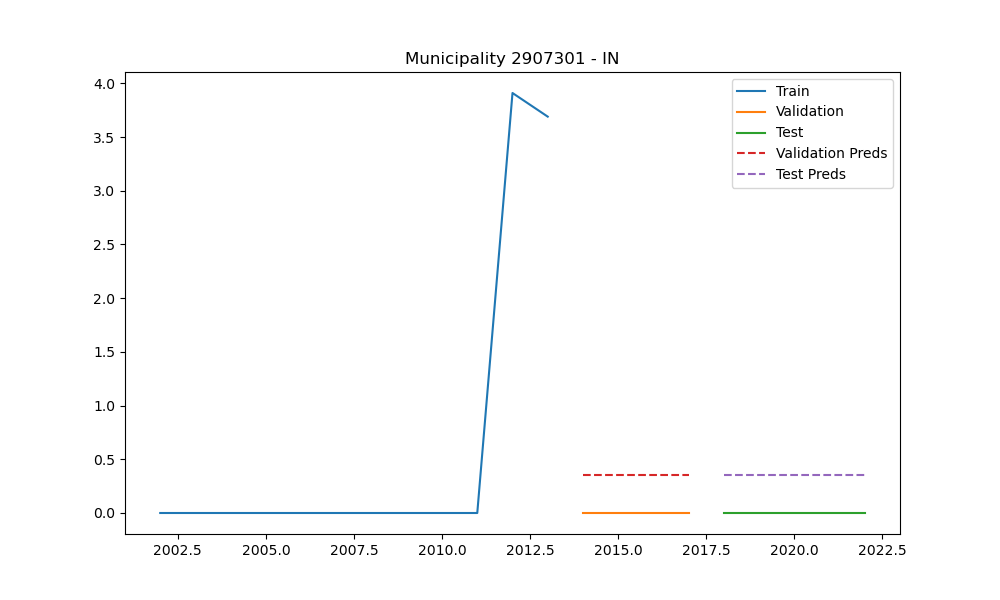 Municipality 2907301 - IN
4.0
3.5
3.0
2.5
2.0
1.5
1.0
0.5
0.0
Train
Validation
Test
Validation Preds
Test Preds
2002.5 2005.0 2007.5 2010.0 2012.5 2015.0 2017.5 2020.0 2022.5